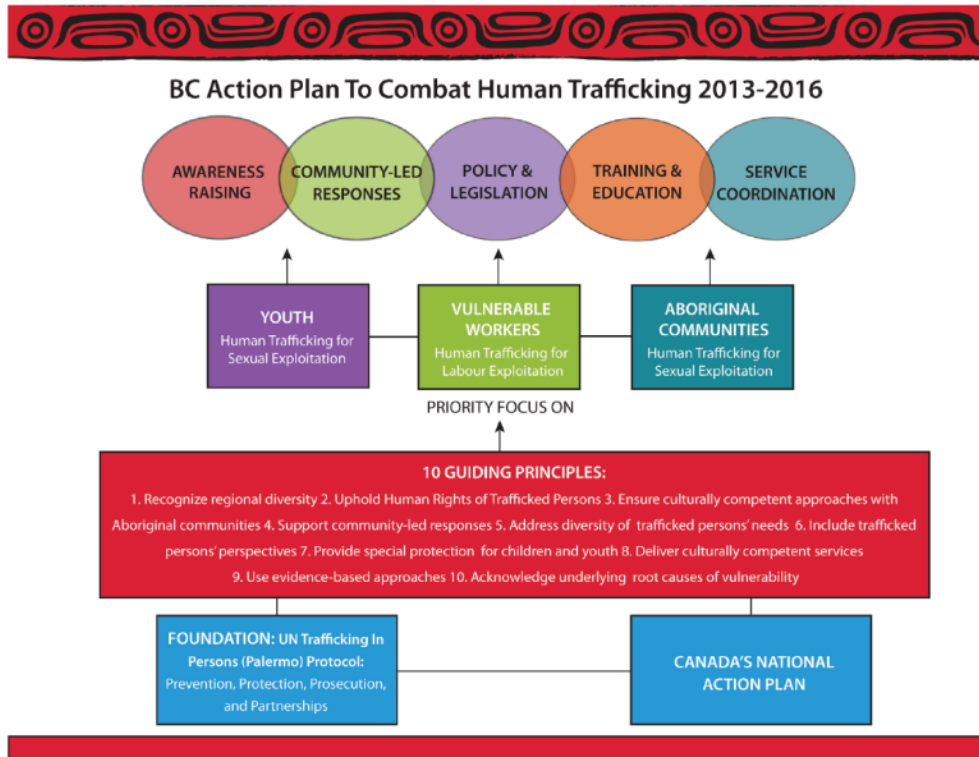 BC Action Plan To Combat Human Trafficking 2013-2016
AWARENESS
RAISING
COMMUNITY-LED
RESPONSES
POLICY &
LEGISLATION
TRAINING &
EDUCATION
SERVICE
COORDINATION
YOUTH
Human Trafficking for
Sexual Exploitation
VULNERABLE
WORKERS
Human Trafficking for
Labour Exploitation
ABORIGINAL
COMMUNITIES
Human Trafficking for
Sexual Exploitation
PRIORITY FOCUS ON
10 GUIDING PRINCIPLES:
1. Recognize regional diversity 2. Uphold Human Rights of Trafficked Persons 3. Ensure culturally competent approaches with
Aboriginal communities 4. Support community-led responses 5. Address diversity of trafficked persons' needs 6. Include trafficked
persons' perspectives 7. Provide special protection for children and youth 8. Deliver culturally competent services
9. Use evidence-based approaches 10. Acknowledge underlying root causes of vulnerability
FOUNDATION: UN Trafficking In
Persons (Palermo) Protocol:
Prevention, Protection, Prosecution,
and Partnerships
CANADA'S NATIONAL
ACTION PLAN